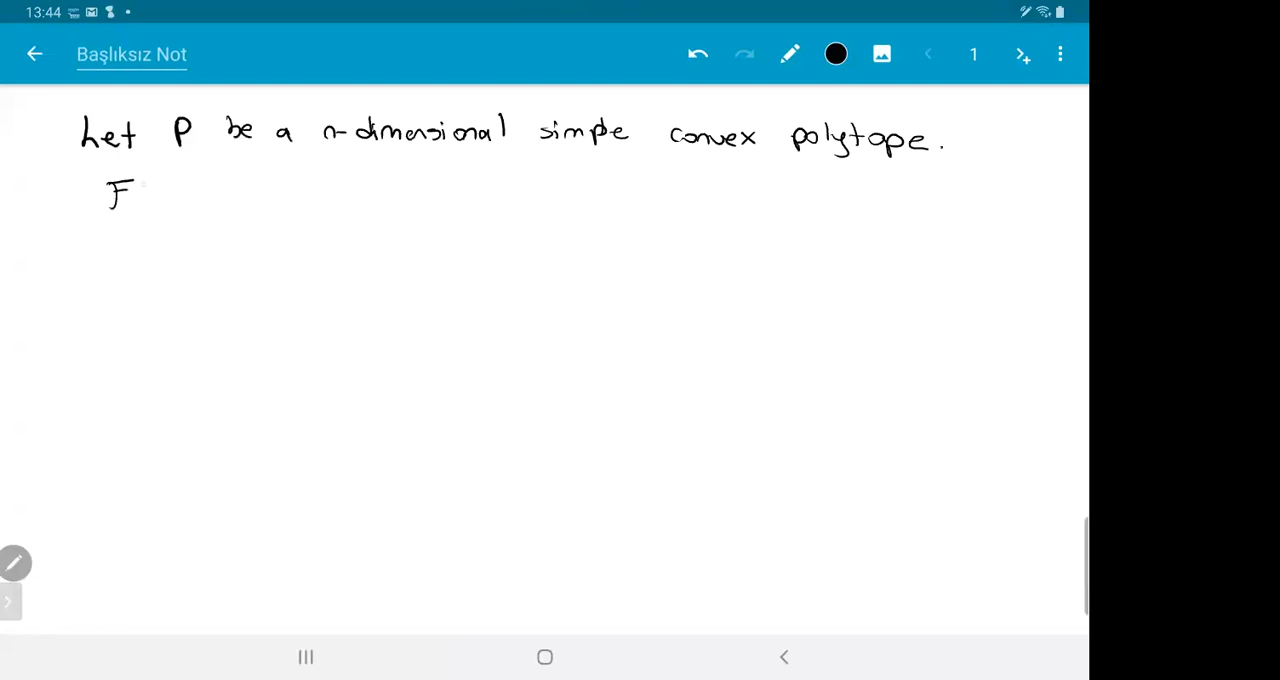 13:44
Başlıksız Not
1
Let P be a n-dimensional simple convex polytope.
F